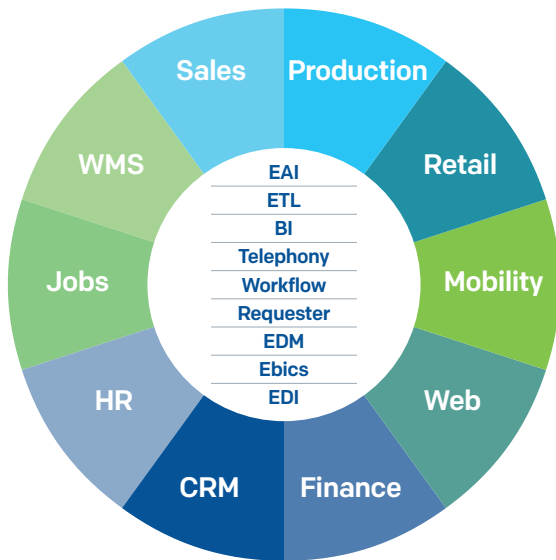 Sales
Production
WMS
Retail
Jobs
Mobility
HR
Web
CRM
Finance
EAI
ETL
BI
Telephony
Workflow
Requester
EDM
Ebics
EDI